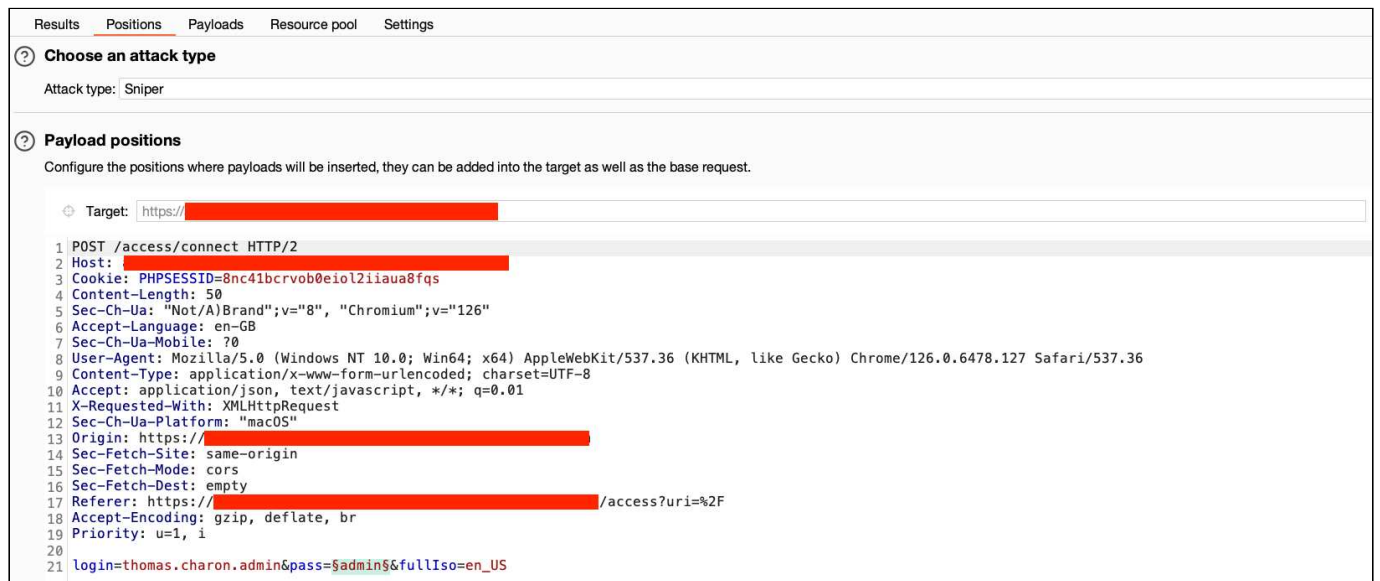 Results Positions Payloads Resource pool Settings
? Choose an attack type
Attack type: Sniper
? Payload positions
Configure the positions where payloads will be inserted, they can be added into the target as well as the base request.
Target: https://
1 POST /access/connect HTTP/2
2 Host:
3 Cookie: PHPSESSID=8nc41bcrvob0eiol2iiaua8fqs
4 Content-Length: 50
5 Sec-Ch-Ua: "Not/A)Brand";v="8", "Chromium";v="126"
6 Accept-Language: en-GB
7 Sec-Ch-Ua-Mobile: ?0
8 User-Agent: Mozilla/5.0 (Windows NT 10.0; Win64; x64) AppleWebKit/537.36 (KHTML, like Gecko) Chrome/126.0.6478.127 Safari/537.36
9 Content-Type: application/x-www-form-urlencoded; charset=UTF-8
10 Accept: application/json, text/javascript, */*; q=0.01
11 X-Requested-With: XMLHttpRequest
12 Sec-Ch-Ua-Platform: "macOS"
13 Origin: https://
14 Sec-Fetch-Site: same-origin
15 Sec-Fetch-Mode: cors
16 Sec-Fetch-Dest: empty
17 Referer: https:// /access?uri=%2F
18 Accept-Encoding: gzip, deflate, br
19 Priority: u=1, i
20
21 login=thomas.charon.admin&pass=§admin§&fullIso=en_US